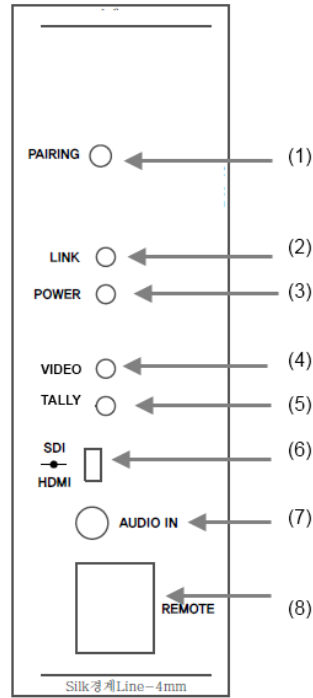 PAIRING (1)
LINK (2)
POWER (3)
VIDEO (4)
TALLY (5)
SDI (6)
HDMI
AUDIO IN (7)
REMOTE (8)
Silk경계Line-4mm